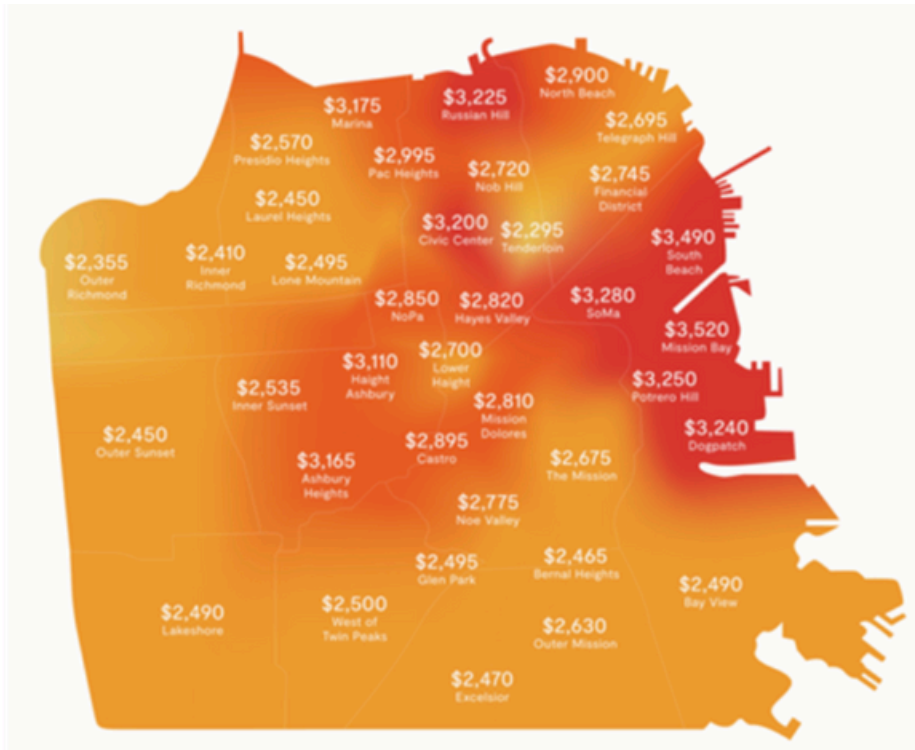 $2,900
North Beach
$3,225
Russian Hill
$3,175
Marina
$2,695
Telegraph Hill
$2,570
Presidio Heights
$2,995
Pac Heights
$2,720
Nob Hill
$2,745
Financial
District
$2,450
Laurel Heights
$3,200
Civic Center
$2,295
Tenderloin
$3,490
South
Beach
$2,355
Outer
Richmond
$2,410
Inner
Richmond
$2,495
Lone Mountain
$2,850
NoPa
$2,820
Hayes Valley
$3,280
SoMa
$3,520
Mission Bay
$3,110
Haight
Ashbury
$2,700
Lower
Haight
$2,535
Inner Sunset
$3,250
Potrero Hill
$2,810
Mission
Dolores
$2,450
Outer Sunset
$2,895
Castro
$3,240
Dogpatch
$3,165
Ashbury
Heights
$2,675
The Mission
$2,775
Noe Valley
$2,495
Glen Park
$2,465
Bernal Heights
$2,490
Bay View
$2,490
Lakeshore
$2,500
West of
Twin Peaks
$2,630
Outer Mission
$2,470
Excelsior